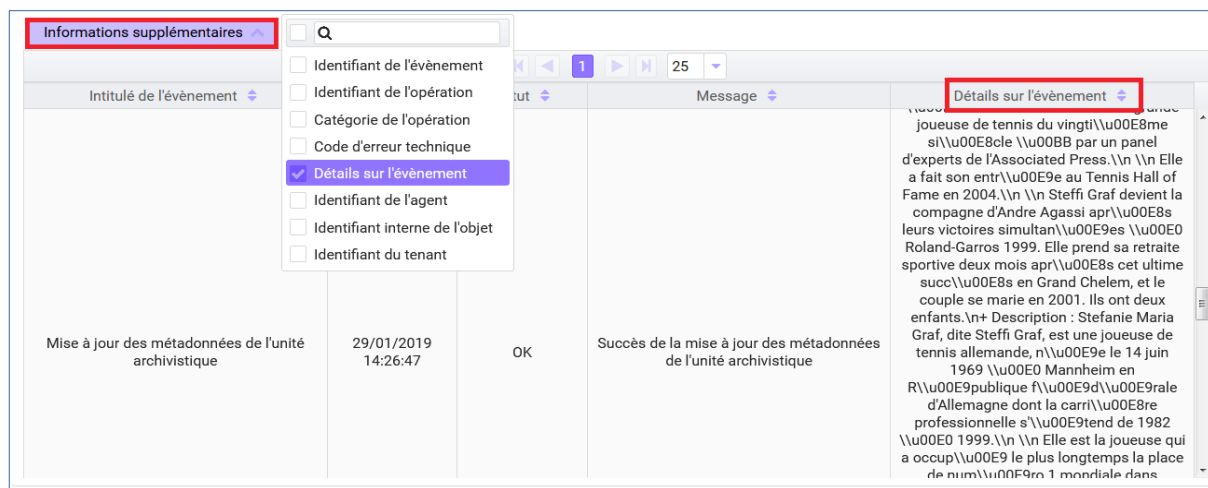 Informations supplémentaires
Identifiant de l'évènement
Identifiant de l'opération
Catégorie de l'opération
Code d'erreur technique
Détails sur l'évènement
Identifiant de l'agent
Identifiant interne de l'objet
Identifiant du tenant
1
25
Intitulé de l'évènement
tut
Message
Détails sur l'évènement
Mise à jour des métadonnées de l'unité
archivistique
29/01/2019
14:26:47
OK
Succès de la mise à jour des métadonnées
de l'unité archivistique
joueuse de tennis du vingti\\u00E8me
si\\u00E8cle \\u00BB par un panel
d'experts de l'Associated Press.\\n \\n Elle
a fait son entr\\u00E9e au Tennis Hall of
Fame en 2004.\\n \\n Steffi Graf devient la
compagne d'Andre Agassi apr\\u00E8s
leurs victoires simultan\\u00E9es \\u00E0
Roland-Garros 1999. Elle prend sa retraite
sportive deux mois apr\\u00E8s cet ultime
succ\\u00E8s en Grand Chelem, et le
couple se marie en 2001. Ils ont deux
enfants.\n+ Description : Stefanie Maria
Graf, dite Steffi Graf, est une joueuse de
tennis allemande, n\\u00E9e le 14 juin
1969 \\u00E0 Mannheim en
R\\u00E9publique f\\u00E9d\\u00E9rale
d'Allemagne dont la carri\\u00E8re
professionnelle s'\\u00E9tend de 1982
\\u00E0 1999.\\n \\n Elle est la joueuse qui
a occup\\u00E9 le plus longtemps la place
de num\\u00E9ro 1 mondiale dans